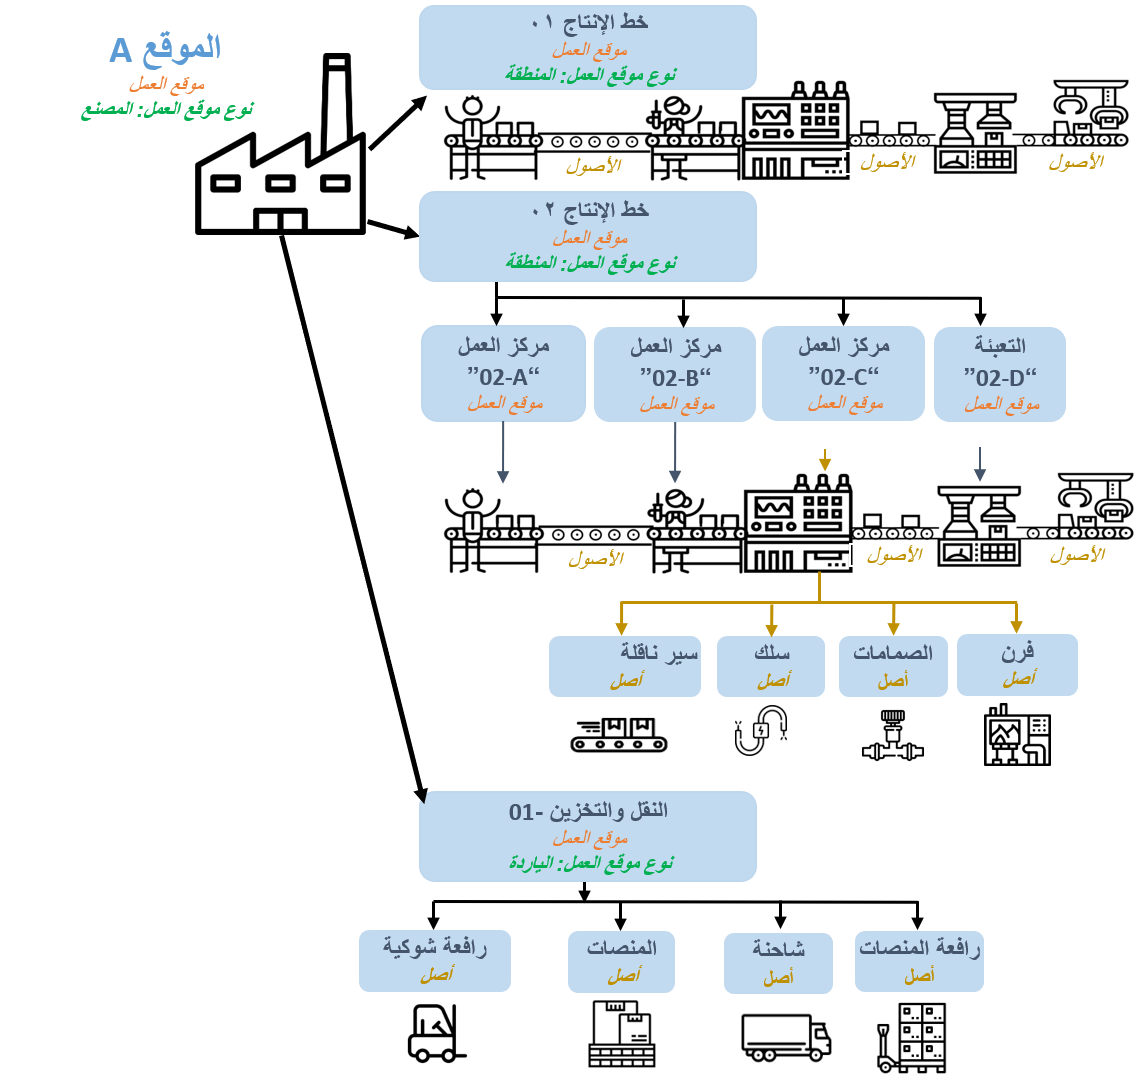 الموقع A
موقع العمل
نوع موقع العمل: المصنع
خط الإنتاج ٠١
موقع العمل
نوع موقع العمل: المنطقة
الأصول
الأصول
الأصول
خط الإنتاج ٠٢
موقع العمل
نوع موقع العمل: المنطقة
مركز العمل
”02-A“
موقع العمل
مركز العمل
”02-B“
موقع العمل
مركز العمل
”02-C“
موقع العمل
التعبئة
”02-D“
موقع العمل
الأصول
الأصول
الأصول
سير ناقلة
أصل
سلك
أصل
الصمامات
أصل
فرن
أصل
النقل والتخزين -01
موقع العمل
نوع موقع العمل: الياردة
رافعة شوكية
أصل
المنصات
أصل
شاحنة
أصل
رافعة المنصات
أصل